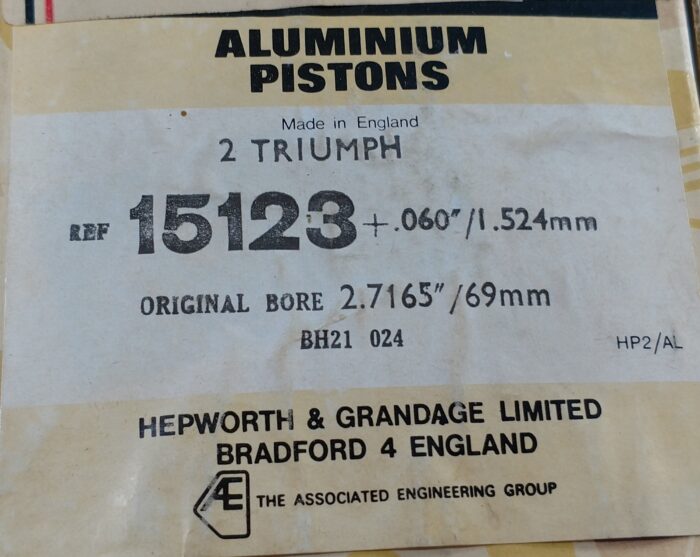 ALUMINIUM
PISTONS
Made in England
2 TRIUMPH
REF 15123 +.060"/1.524mm
ORIGINAL BORE 2.7165"/69mm
BH21 024
HP2/AL
HEPWORTH & GRANDAGE LIMITED
BRADFORD 4 ENGLAND
AE THE ASSOCIATED ENGINEERING GROUP